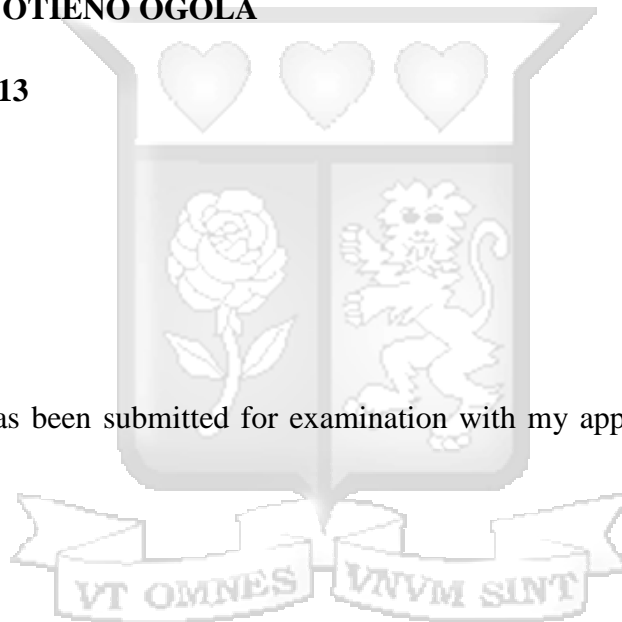 OTIENO OGOLA
13
as been submitted for examination with my app
VT OMNES VNVM SINT